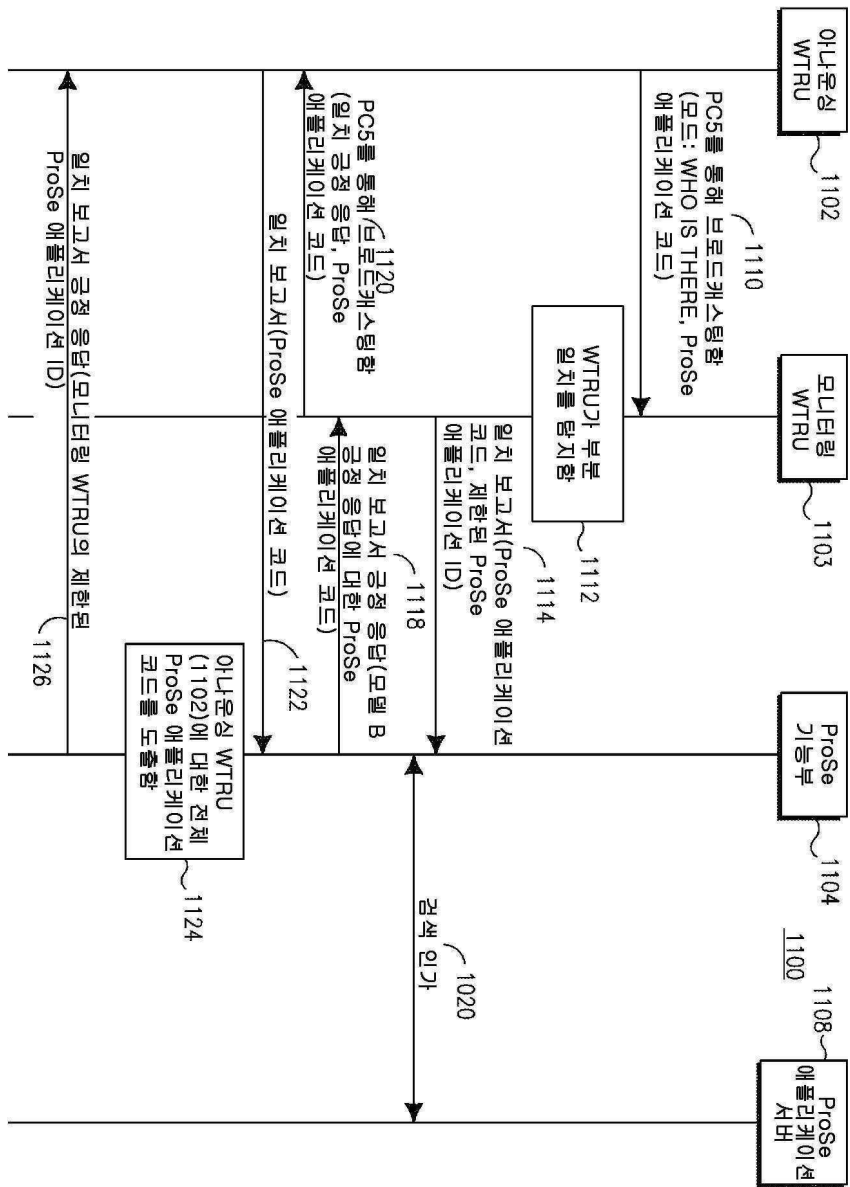 아나운싱
WTRU
1102
모니터링
WTRU
1103
ProSe
기능부
1104
1100
ProSe
애플리케이션
서버
1108
PC5를 통해 브로드캐스팅함
(모드: WHO IS THERE, ProSe
애플리케이션 코드)
1110
WTRU가 부분
일치를 탐지함
1112
일치 보고서(ProSe 애플리케이션
코드, 제한된 ProSe
애플리케이션 ID)
1114
검색 인가
1020
일치 보고서 긍정 응답(모델 B
긍정 응답에 대한 ProSe
애플리케이션 코드)
1118
PC5를 통해 브로드캐스팅함
(일치 긍정 응답, ProSe
애플리케이션 코드)
1120
일치 보고서(ProSe 애플리케이션 코드)
1122
아나운싱 WTRU
(1102)에 대한 전체
ProSe 애플리케이션
코드를 도출함
1124
일치 보고서 긍정 응답(모니터링 WTRU의 제한된
ProSe 애플리케이션 ID)
1126